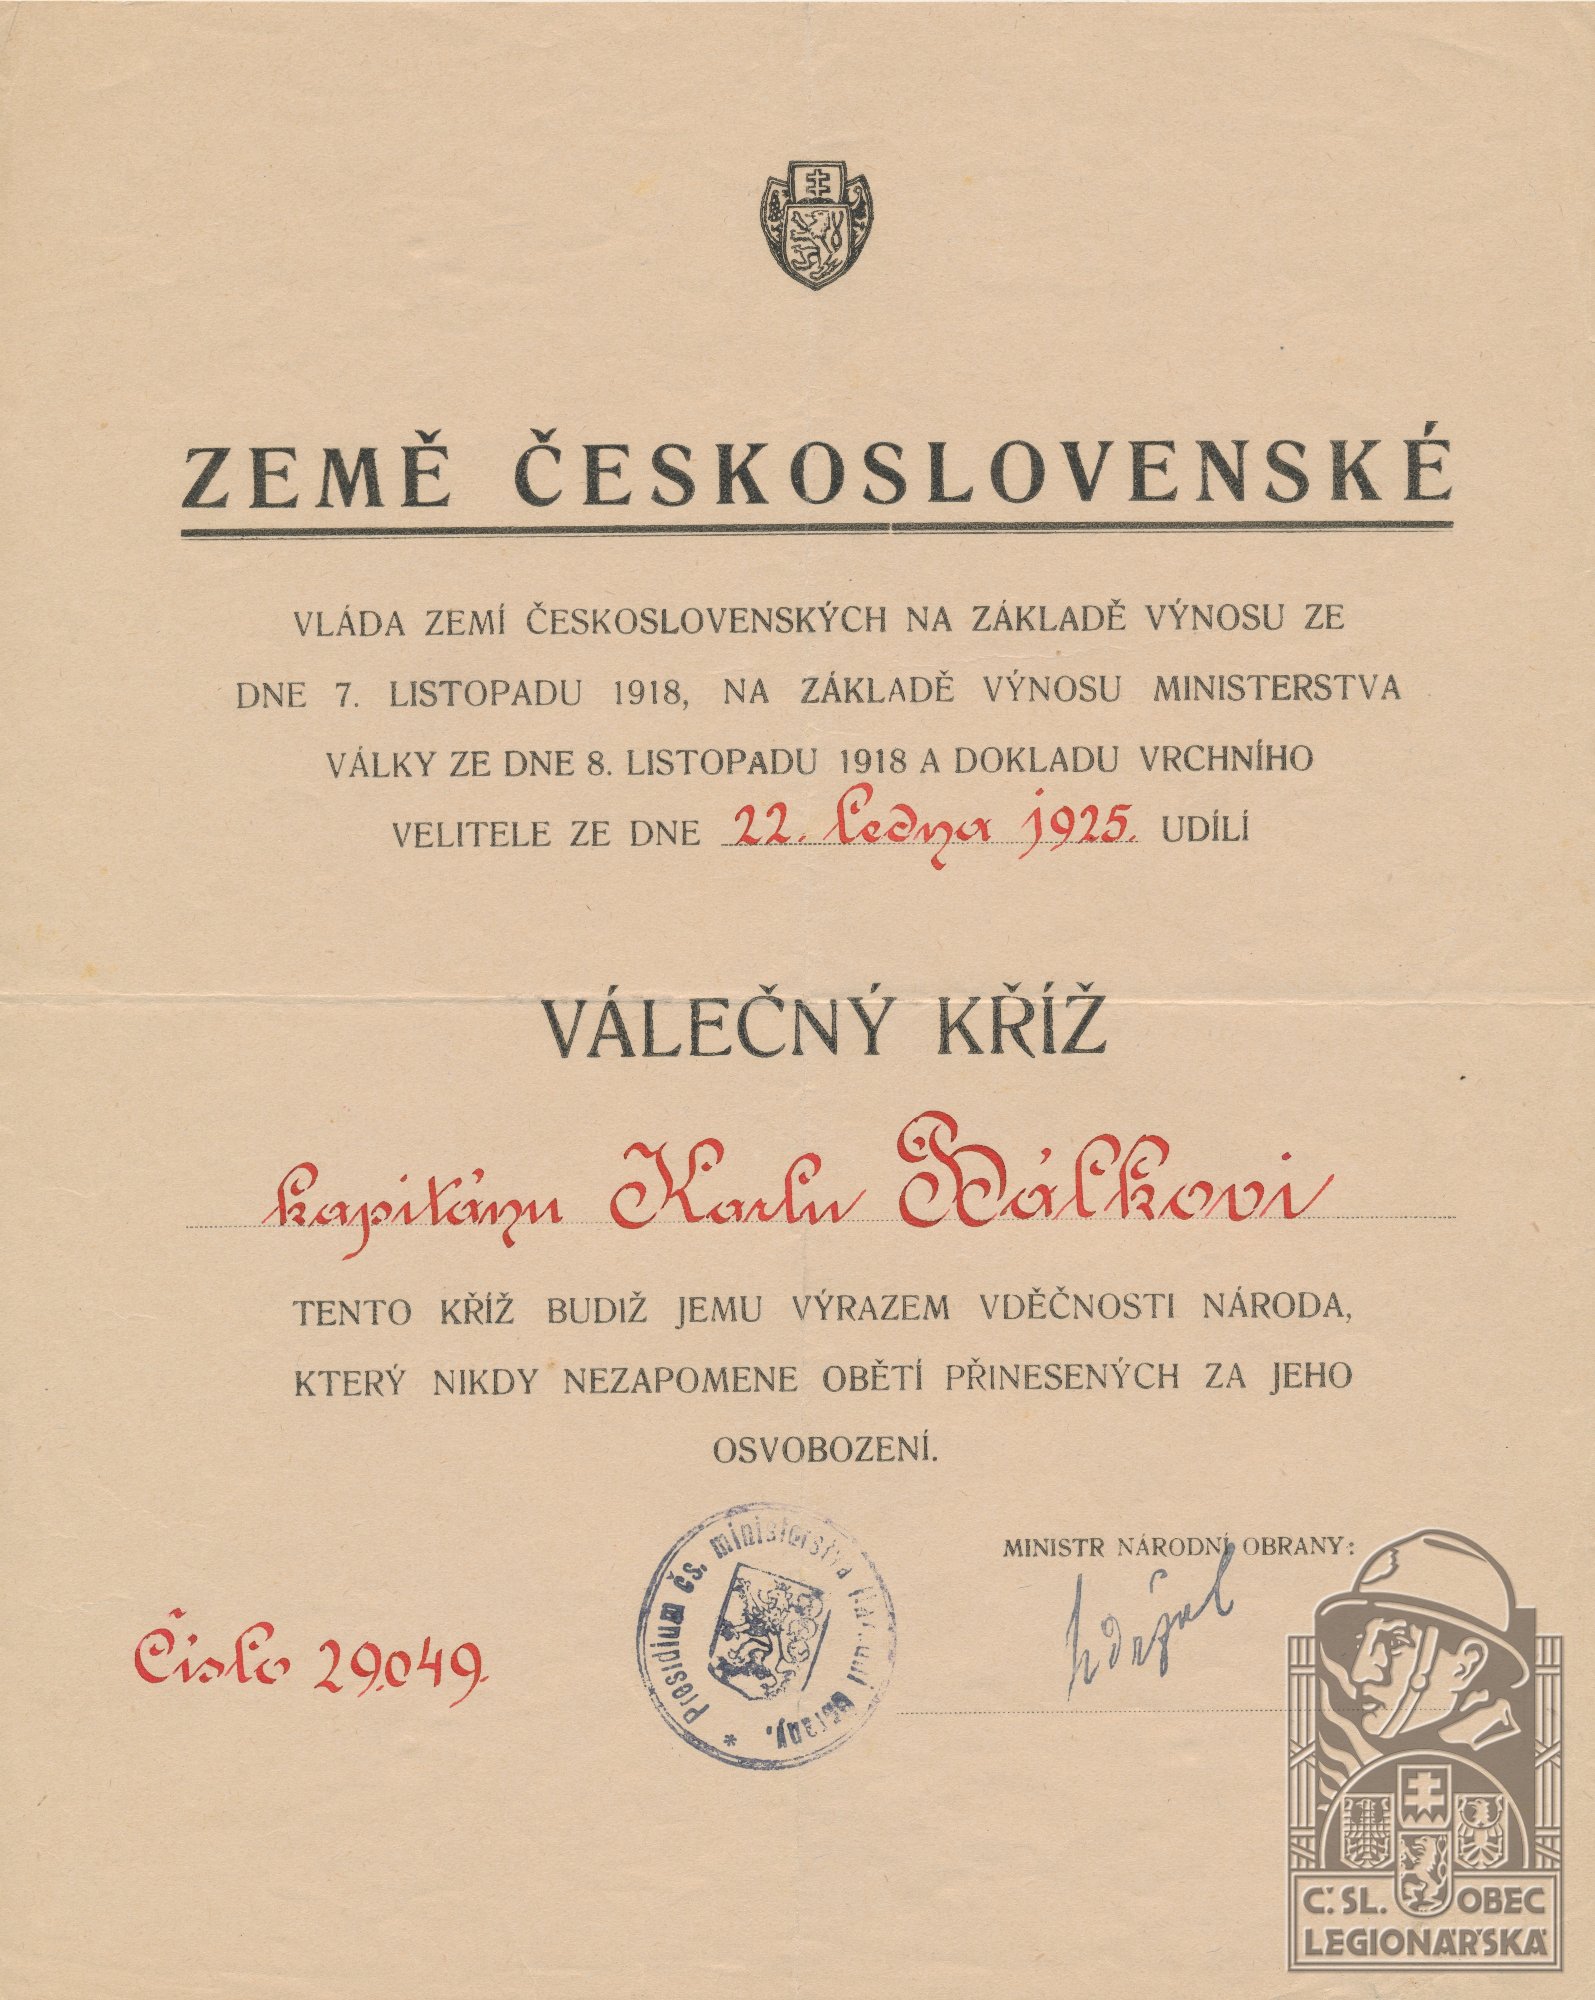 ZEMĚ ČESKOSLOVENSKÉ
VLÁDA ZEMÍ ČESKOSLOVENSKÝCH NA ZÁKLADĚ VÝNOSU ZE
DNE 7. LISTOPADU 1918, NA ZÁKLADĚ VÝNOSU MINISTERSTVA
VÁLKY ZE DNE 8. LISTOPADU 1918 A DOKLADU VRCHNÍHO
VELITELE ZE DNE 22. ledna 1925. UDÍLÍ
VÁLEČNÝ KŘÍŽ
kapitánu Karlu Válkovi
TENTO KŘÍŽ BUDIŽ JEMU VÝRAZEM VDĚČNOSTI NÁRODA,
KTERÝ NIKDY NEZAPOMENE OBĚTÍ PŘINESENÝCH ZA JEHO
OSVOBOZENÍ.
MINISTR NÁRODNÍ OBRANY:
Presidium čs. ministerstva národní obrany. *
Číslo 29.049.
Č.SL. OBEC
LEGIONÁŘSKÁ